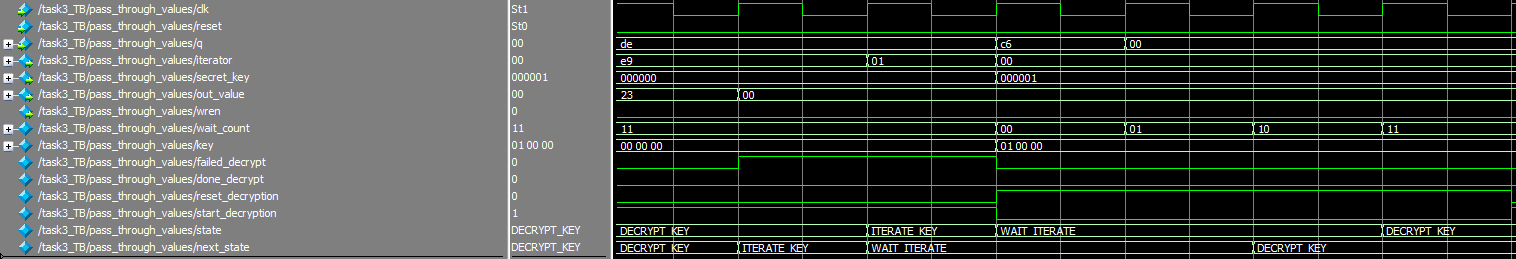 /task3_TB/pass_through_values/clk St1
/task3_TB/pass_through_values/reset St0
/task3_TB/pass_through_values/q 00 de c6 00
/task3_TB/pass_through_values/iterator 00 e9 01 00
/task3_TB/pass_through_values/secret_key 000001 000000 000001
/task3_TB/pass_through_values/out_value 00 23 00
/task3_TB/pass_through_values/wren 0
/task3_TB/pass_through_values/wait_count 11 11 00 01 10 11
/task3_TB/pass_through_values/key 01 00 00 00 00 00 01 00 00
/task3_TB/pass_through_values/failed_decrypt 0
/task3_TB/pass_through_values/done_decrypt 0
/task3_TB/pass_through_values/reset_decryption 0
/task3_TB/pass_through_values/start_decryption 1
/task3_TB/pass_through_values/state DECRYPT_KEY DECRYPT_KEY ITERATE_KEY WAIT_ITERATE DECRYPT_KEY
/task3_TB/pass_through_values/next_state DECRYPT_KEY DECRYPT_KEY ITERATE_KEY WAIT_ITERATE DECRYPT_KEY